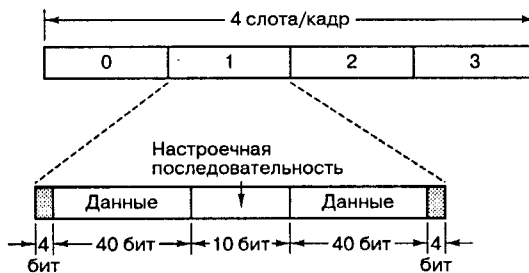 4 слота/кадр
0 1 2 3
Настроечная
последовательность
Данные Данные
4 40 бит 10 бит 40 бит 4
бит бит